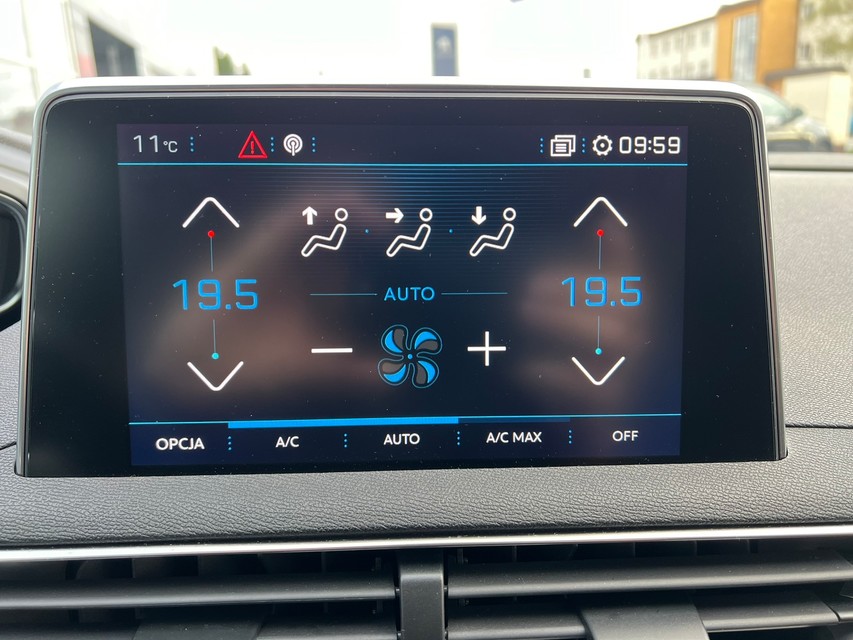 11°C 09:59
19.5 AUTO 19.5
OPCJA A/C AUTO A/C MAX OFF